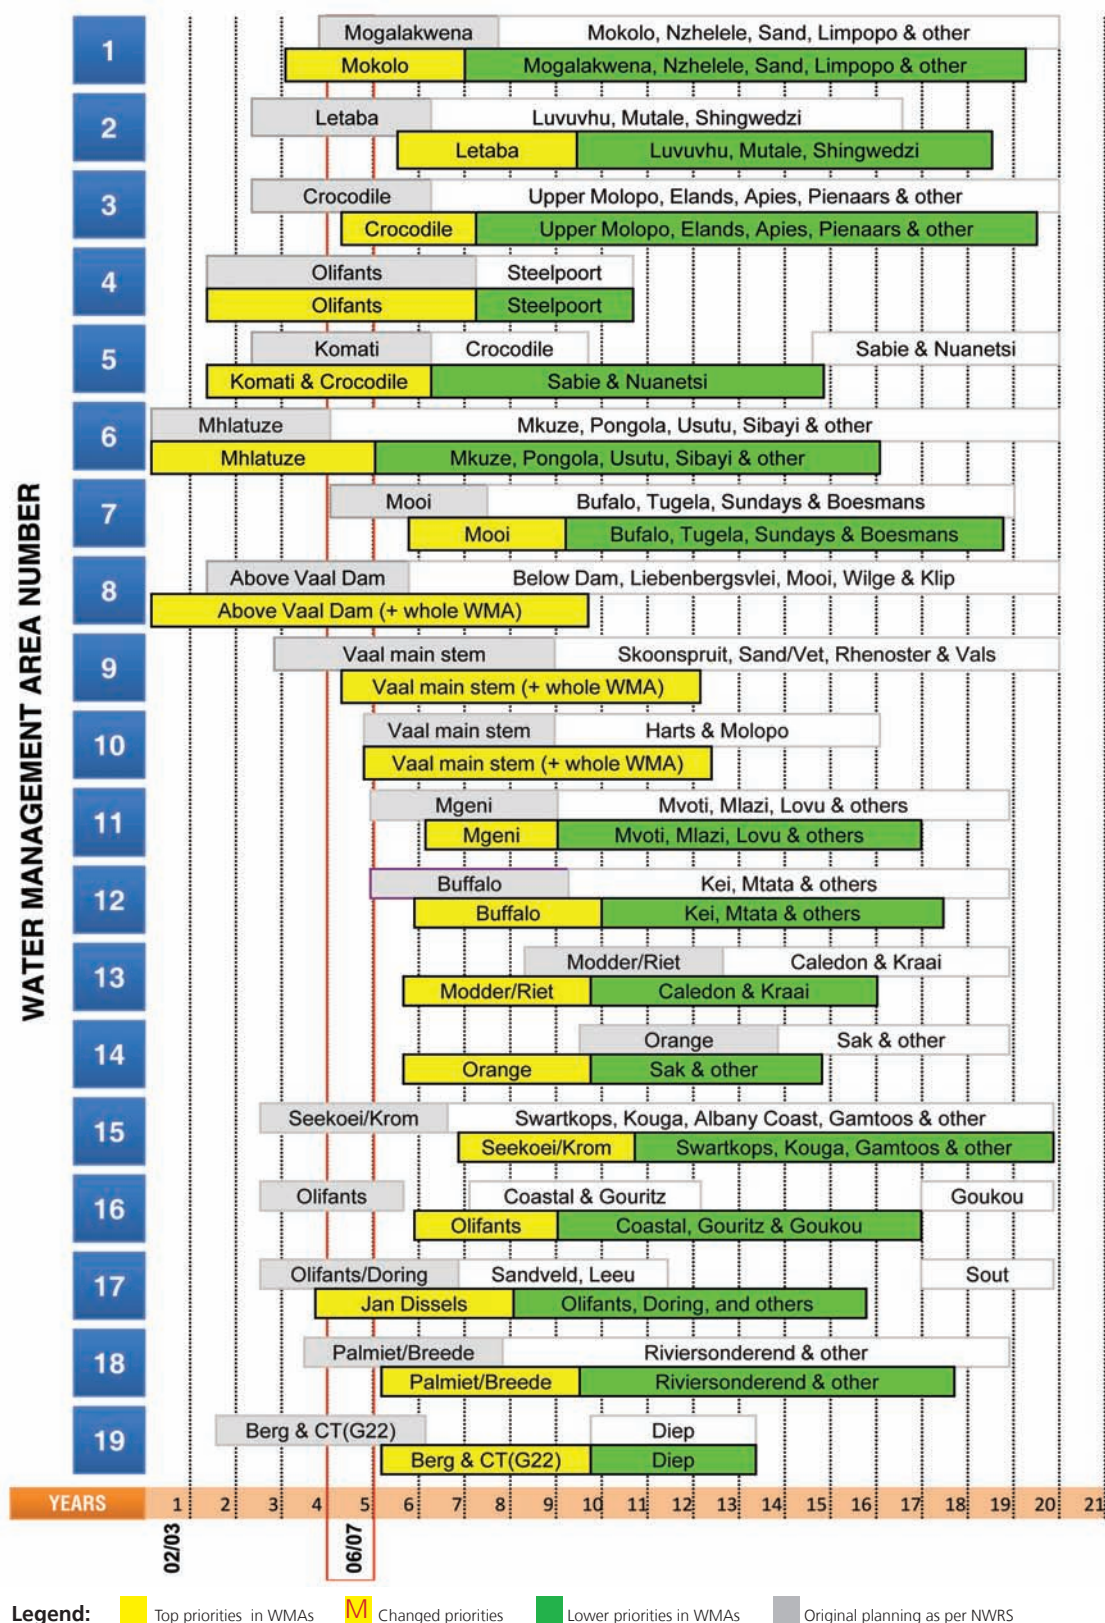 WATER MANAGEMENT AREA NUMBER
1
Mogalakwena
Mokolo, Nzhelele, Sand, Limpopo & other
Mokolo
Mogalakwena, Nzhelele, Sand, Limpopo & other
2
Letaba
Luvuvhu, Mutale, Shingwedzi
Letaba
Luvuvhu, Mutale, Shingwedzi
3
Crocodile
Upper Molopo, Elands, Apies, Pienaars & other
Crocodile
Upper Molopo, Elands, Apies, Pienaars & other
4
Olifants
Steelpoort
Olifants
Steelpoort
5
Komati
Crocodile
Sabie & Nuanetsi
Komati & Crocodile
Sabie & Nuanetsi
6
Mhlatuze
Mkuze, Pongola, Usutu, Sibayi & other
Mhlatuze
Mkuze, Pongola, Usutu, Sibayi & other
7
Mooi
Bufalo, Tugela, Sundays & Boesmans
Mooi
Bufalo, Tugela, Sundays & Boesmans
8
Above Vaal Dam
Below Dam, Liebenbergsvlei, Mooi, Wilge & Klip
Above Vaal Dam (+ whole WMA)
9
Vaal main stem
Skoonspruit, Sand/Vet, Rhenoster & Vals
Vaal main stem (+ whole WMA)
10
Vaal main stem
Harts & Molopo
Vaal main stem (+ whole WMA)
11
Mgeni
Mvoti, Mlazi, Lovu & others
Mgeni
Mvoti, Mlazi, Lovu & others
12
Buffalo
Kei, Mtata & others
Buffalo
Kei, Mtata & others
13
Modder/Riet
Caledon & Kraai
Modder/Riet
Caledon & Kraai
14
Orange
Sak & other
Orange
Sak & other
15
Seekoei/Krom
Swartkops, Kouga, Albany Coast, Gamtoos & other
Seekoei/Krom
Swartkops, Kouga, Gamtoos & other
16
Olifants
Coastal & Gouritz
Goukou
Olifants
Coastal, Gouritz & Goukou
17
Olifants/Doring
Sandveld, Leeu
Sout
Jan Dissels
Olifants, Doring, and others
18
Palmiet/Breede
Riviersonderend & other
Palmiet/Breede
Riviersonderend & other
19
Berg & CT(G22)
Diep
Berg & CT(G22)
Diep
YEARS 1 2 3 4 5 6 7 8 9 10 11 12 13 14 15 16 17 18 19 20 21
02/03
06/07
Legend: Top priorities in WMAs M Changed priorities Lower priorities in WMAs Original planning as per NWRS